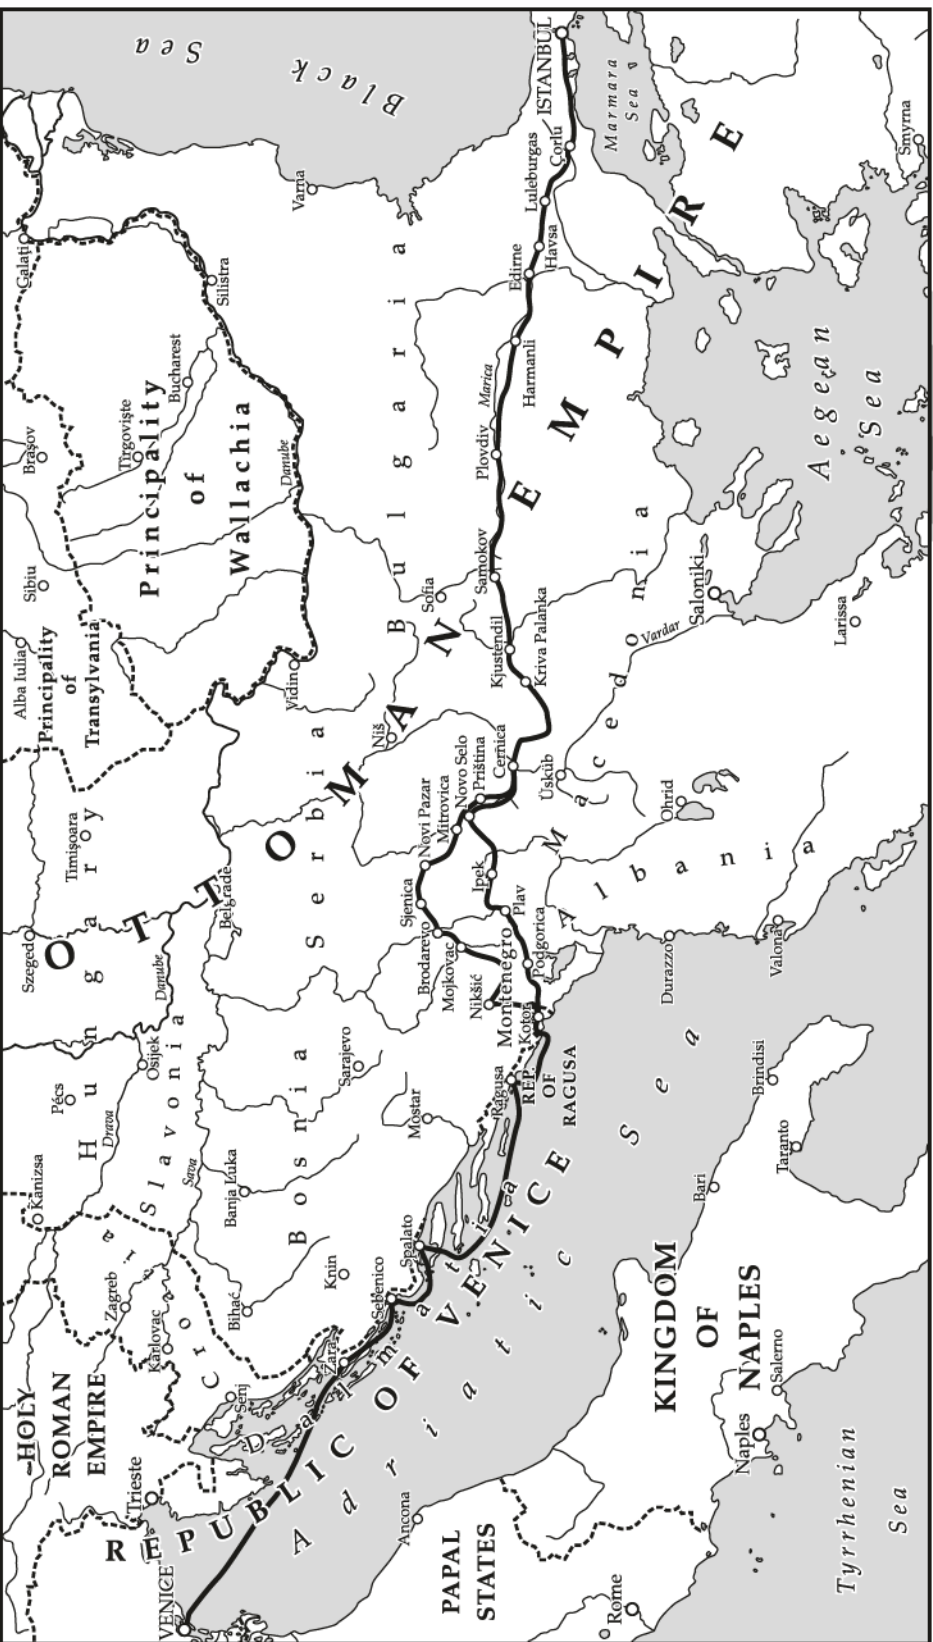 HOLY
ROMAN
EMPIRE
Kanizsa
Pécs
Szeged
Timişoara
Alba Iulia
Principality
of
Transylvania
Sibiu
Braşov
Galaţi
Black
Sea
Trieste
Zagreb
Karlovac
Croatia
Drava
Osijek
Slavonia
Sava
Hungary
Danube
Belgrade
Tîrgovişte
Bucharest
Principality
of
Wallachia
Danube
Silistra
Varna
VENICE
REPUBLIC OF VENICE
Senj
Bihać
Banja Luka
Bosnia
Sarajevo
Serbia
Niš
Vidin
Sofia
Bulgaria
Knin
Zara
Sebenico
Spalato
Dalmatia
Mostar
Ragusa
REP.
OF
RAGUSA
Kotor
Montenegro
Nikšić
Podgorica
Plav
Mojkovac
Brodarevo
Sjenica
Novi Pazar
Mitrovica
Novo Selo
Priština
Ipek
Cernica
Üsküb
Kriva Palanka
Kjustendil
Samokov
Plovdiv
Marica
Harmanli
Edirne
Havsa
Luleburgas
Çorlu
ISTANBUL
Marmara
Sea
OTTOMAN EMPIRE
Adriatic Sea
Ancona
PAPAL
STATES
Rome
KINGDOM
OF
NAPLES
Naples
Salerno
Bari
Taranto
Brindisi
Durazzo
Valona
Albania
Ohrid
Macedonia
Vardar
Saloniki
Larissa
Aegean
Sea
Smyrna
Tyrrhenian
Sea